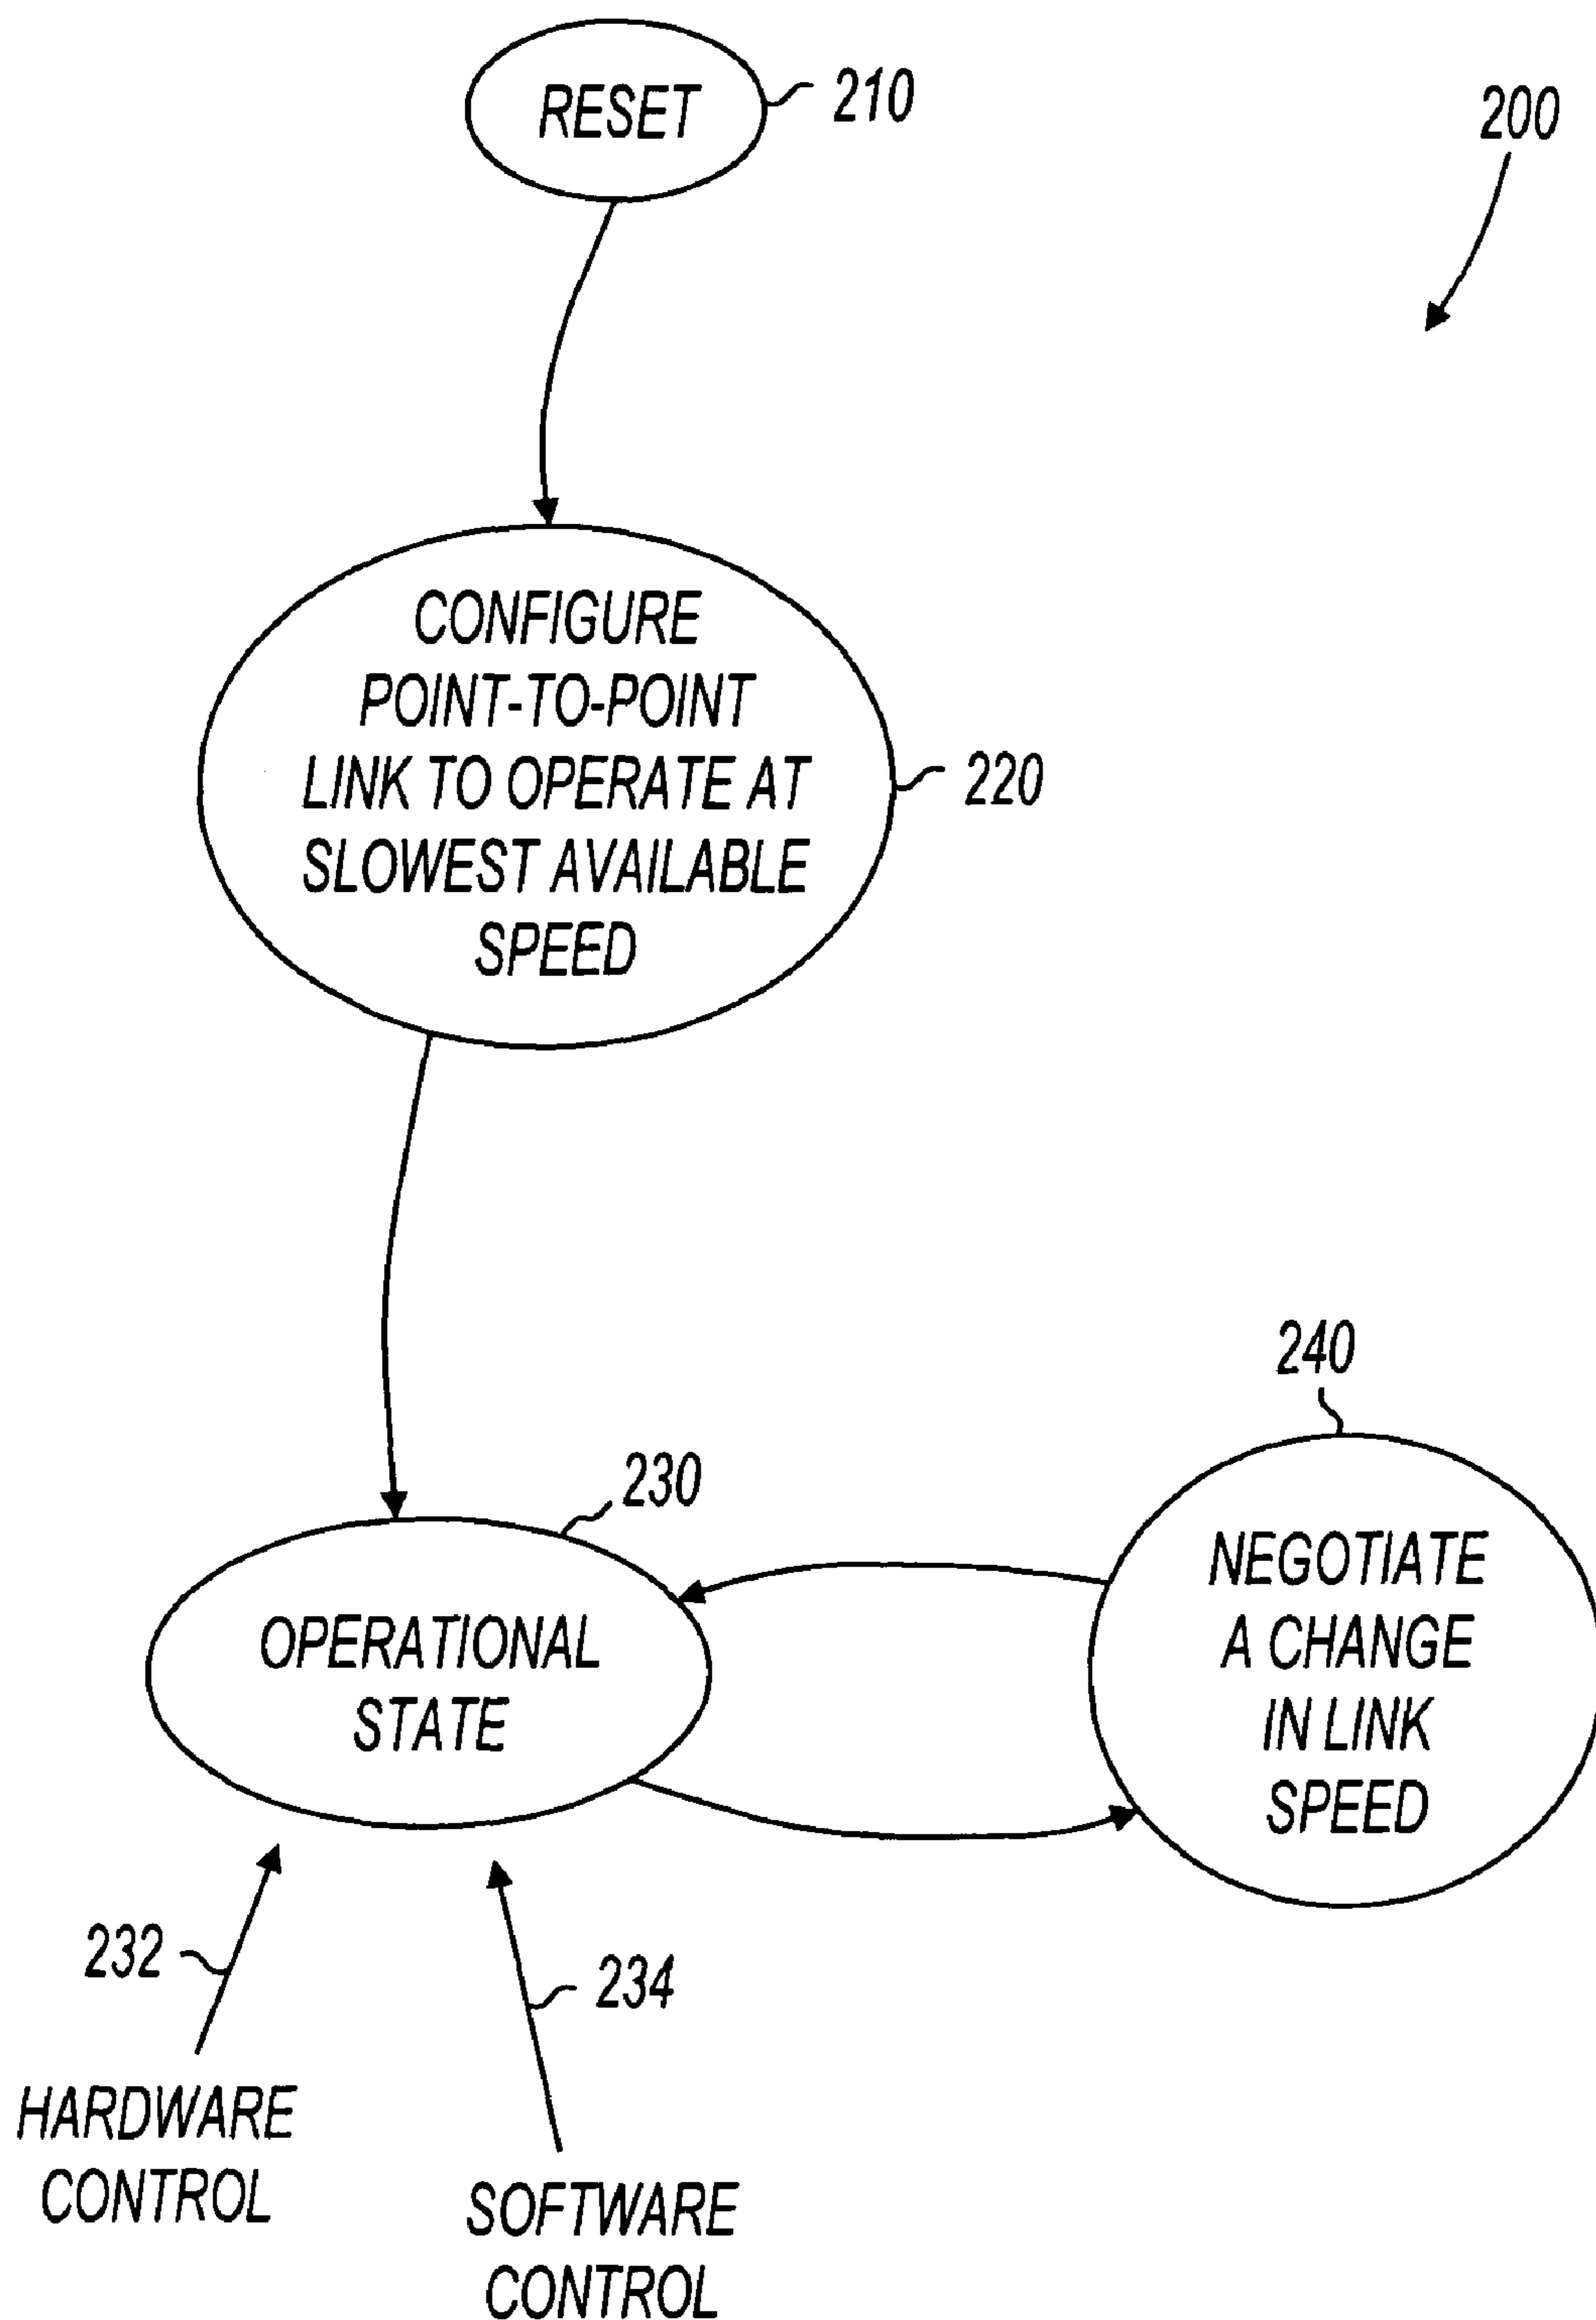 RESET
210
200
CONFIGURE
POINT-TO-POINT
LINK TO OPERATE AT
SLOWEST AVAILABLE
SPEED
220
240
230
OPERATIONAL
STATE
NEGOTIATE
A CHANGE
IN LINK
SPEED
232
234
HARDWARE
CONTROL
SOFTWARE
CONTROL